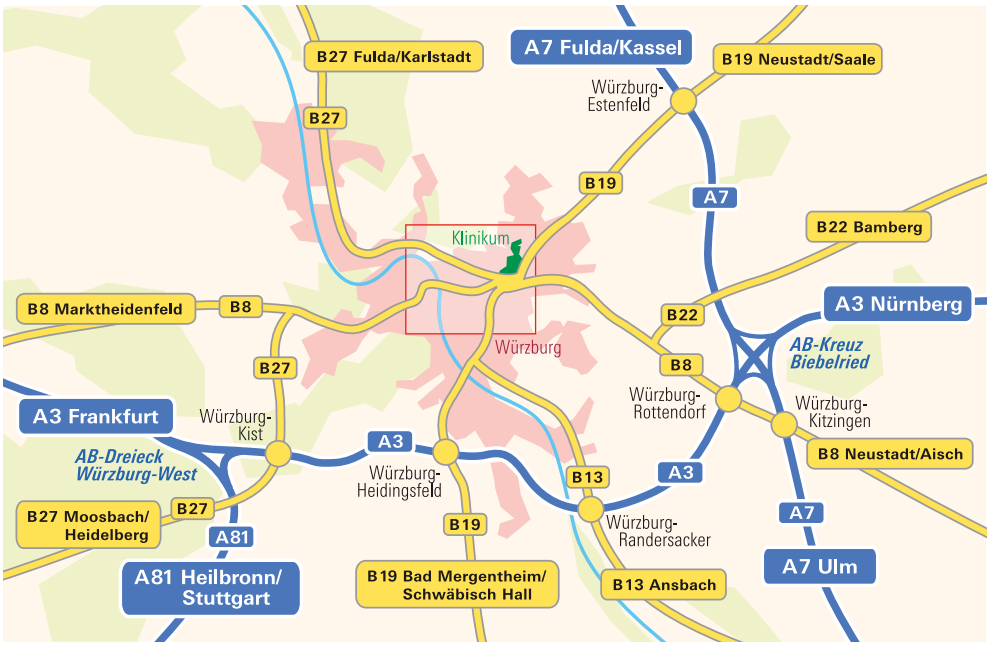 B27 Fulda/Karlstadt
A7 Fulda/Kassel
B19 Neustadt/Saale
Würzburg-
Estenfeld
B27
B19
A7
B22 Bamberg
Klinikum
B8 Marktheidenfeld
B8
B22
A3 Nürnberg
Würzburg
AB-Kreuz
Biebelried
B27
B8
Würzburg-
Rottendorf
Würzburg-
Kitzingen
A3 Frankfurt
Würzburg-
Kist
A3
AB-Dreieck
Würzburg-West
Würzburg-
Heidingsfeld
B13
A3
B8 Neustadt/Aisch
B27 Moosbach/
Heidelberg
B27
A81
B19
Würzburg-
Randersacker
A7
A81 Heilbronn/
Stuttgart
B19 Bad Mergentheim/
Schwäbisch Hall
B13 Ansbach
A7 Ulm